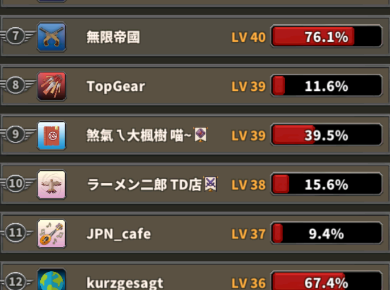 7 無限帝國 LV 40 76.1%
8 TopGear LV 39 11.6%
9 煞氣ㄟ大楓樹 喵~ LV 39 39.5%
10 ラーメン二郎 TD店 LV 38 15.6%
11 JPN_cafe LV 37 9.4%
12 kurzgesagt LV 36 67.4%